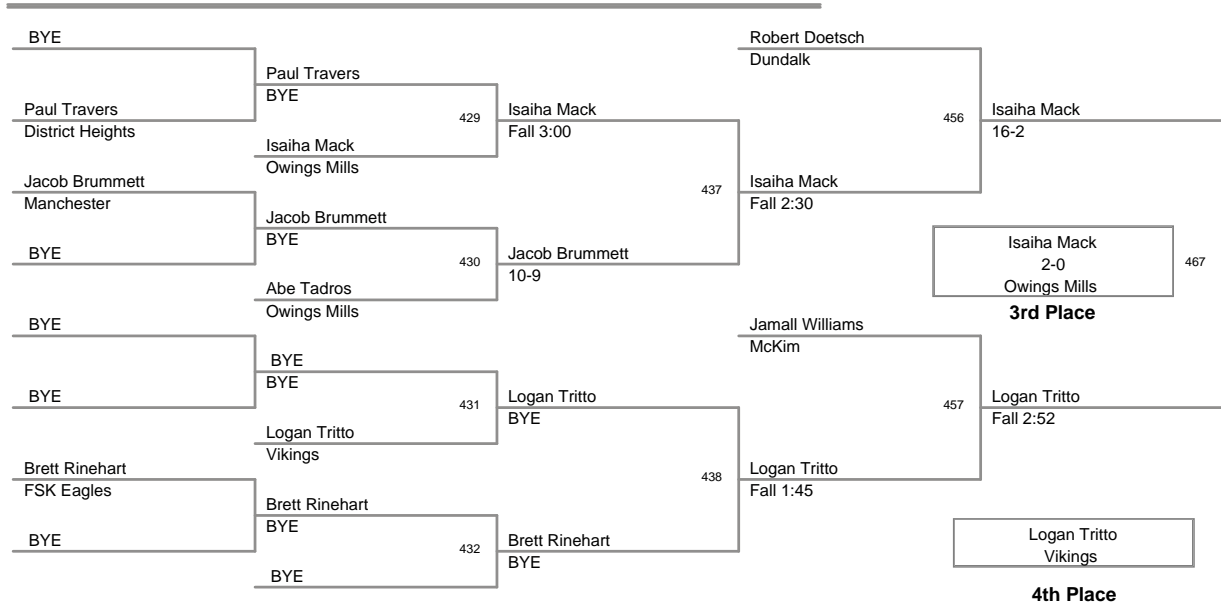 BYE
Robert Doetsch
Dundalk
Paul Travers
BYE
Paul Travers
District Heights
429
Isaiha Mack
Fall 3:00
456
Isaiha Mack
16-2
Isaiha Mack
Owings Mills
Jacob Brummett
Manchester
437
Isaiha Mack
Fall 2:30
Jacob Brummett
BYE
BYE
430
Jacob Brummett
10-9
Isaiha Mack
2-0
Owings Mills
467
3rd Place
Abe Tadros
Owings Mills
BYE
Jamall Williams
McKim
BYE
BYE
BYE
431
Logan Tritto
BYE
457
Logan Tritto
Fall 2:52
Logan Tritto
Vikings
Brett Rinehart
FSK Eagles
438
Logan Tritto
Fall 1:45
Brett Rinehart
BYE
BYE
432
Brett Rinehart
BYE
Logan Tritto
Vikings
4th Place
BYE